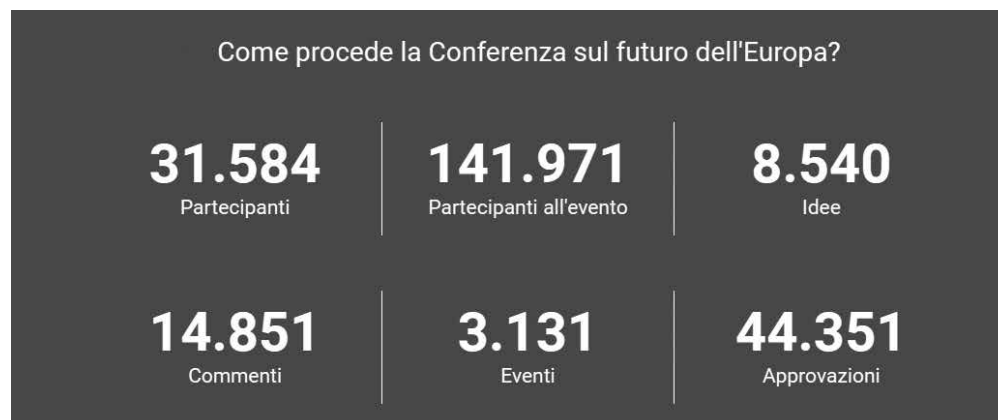 Come procede la Conferenza sul futuro dell'Europa?
31.584
Partecipanti
141.971
Partecipanti all'evento
8.540
Idee
14.851
Commenti
3.131
Eventi
44.351
Approvazioni